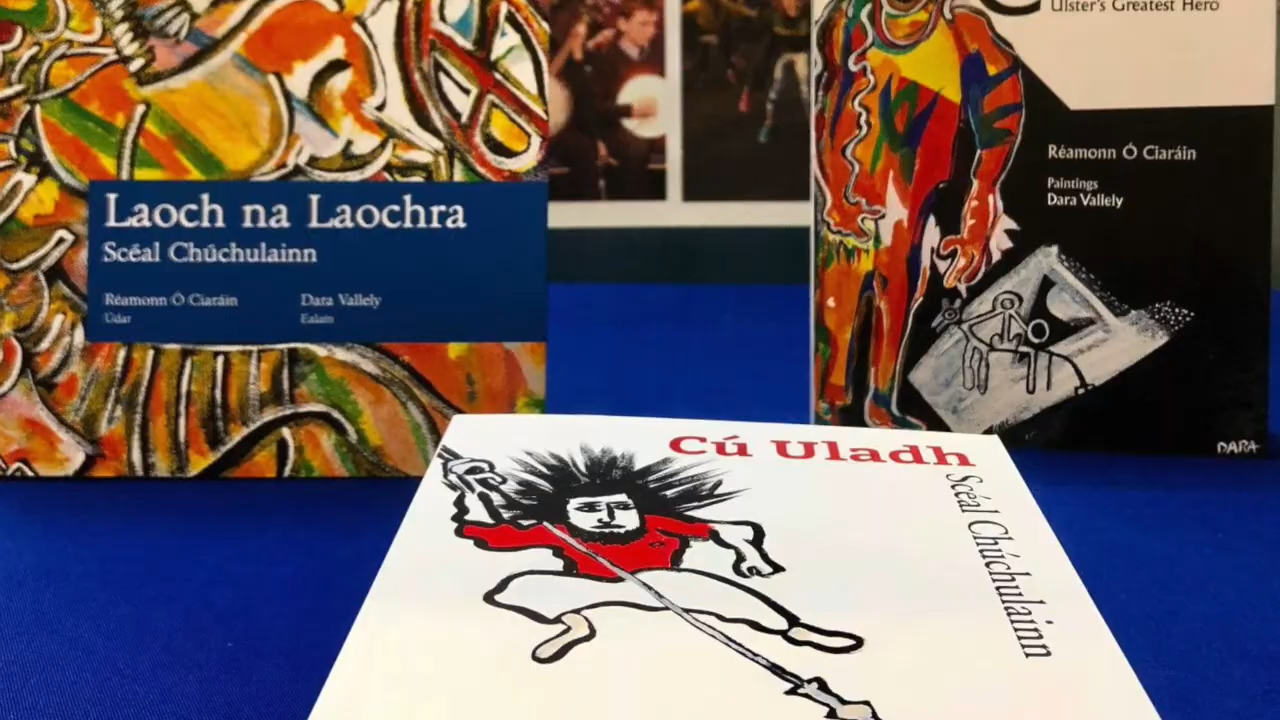 Laoch na Laochra
Scéal Chúchulainn
Réamonn Ó Ciaráin
Údar
Dara Vallely
Ealaín
Ulster's Greatest Hero
Réamonn Ó Ciaráin
Paintings
Dara Vallely
DARA
Cú Uladh
Scéal Chúchulainn